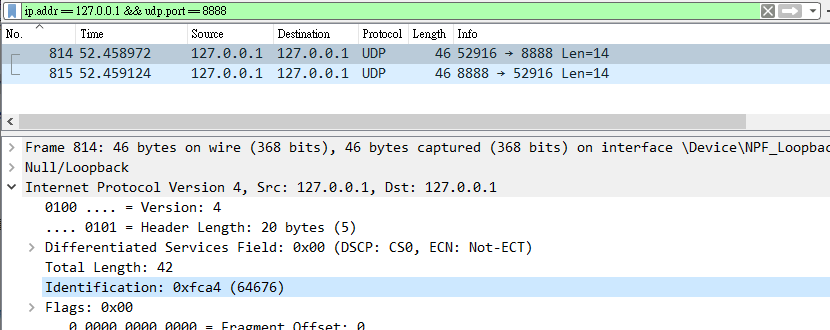 ip.addr == 127.0.0.1 && udp.port == 8888
No. Time Source Destination Protocol Length Info
814 52.458972 127.0.0.1 127.0.0.1 UDP 46 52916 → 8888 Len=14
815 52.459124 127.0.0.1 127.0.0.1 UDP 46 8888 → 52916 Len=14
Frame 814: 46 bytes on wire (368 bits), 46 bytes captured (368 bits) on interface \Device\NPF_Loopba
Null/Loopback
Internet Protocol Version 4, Src: 127.0.0.1, Dst: 127.0.0.1
0100 .... = Version: 4
.... 0101 = Header Length: 20 bytes (5)
Differentiated Services Field: 0x00 (DSCP: CS0, ECN: Not-ECT)
Total Length: 42
Identification: 0xfca4 (64676)
Flags: 0x00
0 0000 0000 0000 = Fragment Offset: 0